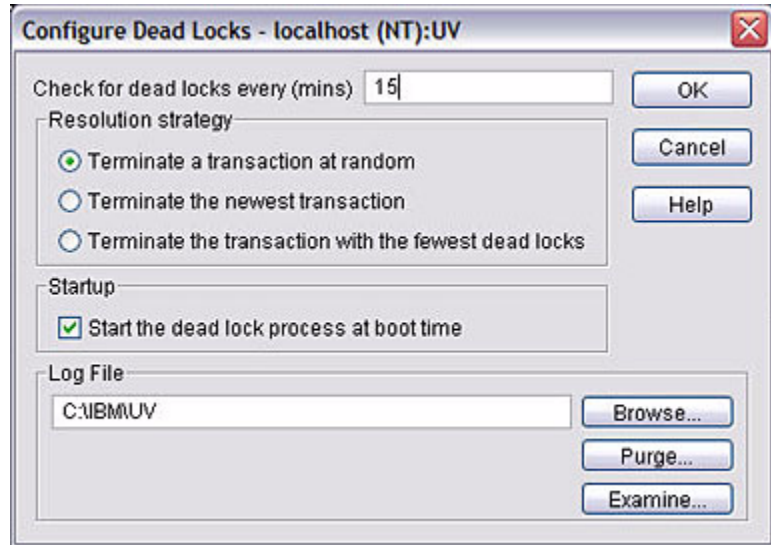 Configure Dead Locks - localhost (NT):UV
Check for dead locks every (mins) 15
OK
Resolution strategy
Cancel
Terminate a transaction at random
Terminate the newest transaction
Help
Terminate the transaction with the fewest dead locks
Startup
Start the dead lock process at boot time
Log File
C:\IBM\UV
Browse...
Purge...
Examine...